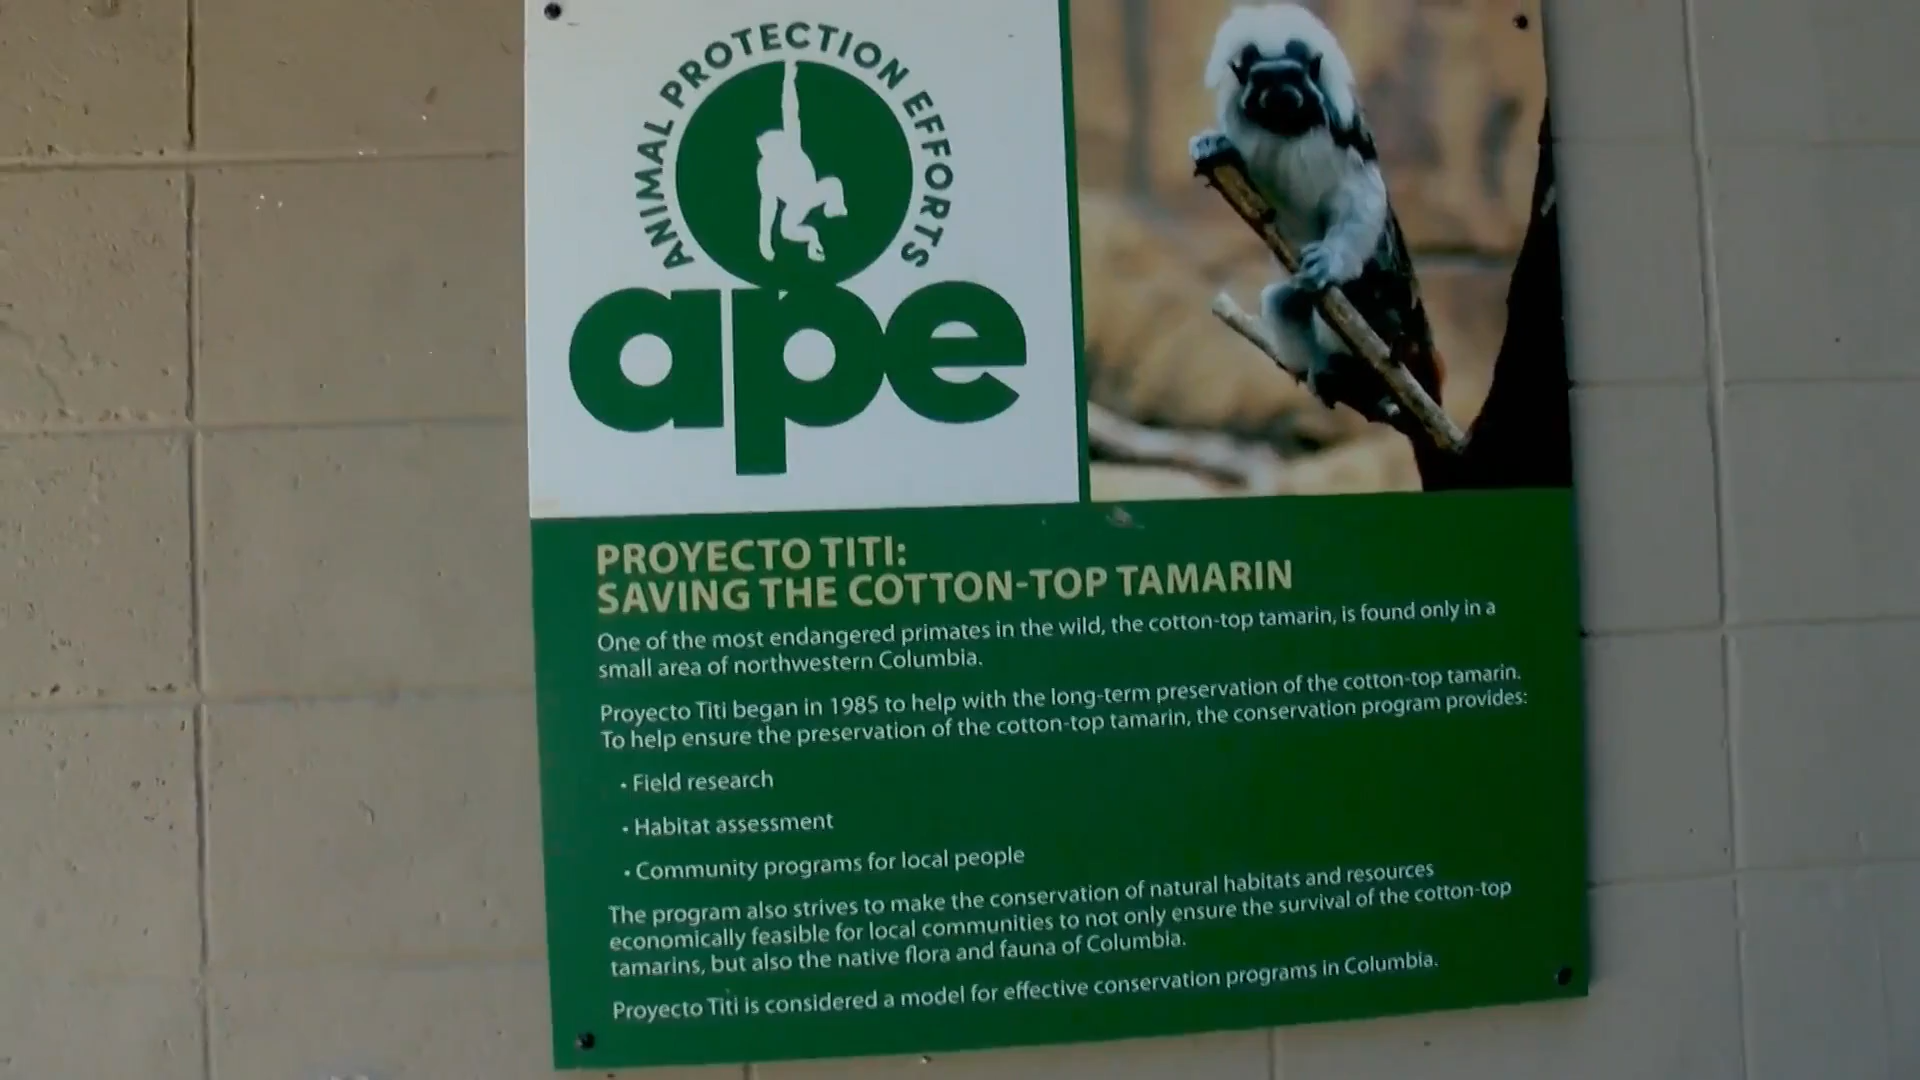 ANIMAL PROTECTION EFFORTS
ape
PROYECTO TITI:
SAVING THE COTTON-TOP TAMARIN
One of the most endangered primates in the wild, the cotton-top tamarin, is found only in a
small area of northwestern Columbia.
Proyecto Titi began in 1985 to help with the long-term preservation of the cotton-top tamarin.
To help ensure the preservation of the cotton-top tamarin, the conservation program provides:
• Field research
• Habitat assessment
• Community programs for local people
The program also strives to make the conservation of natural habitats and resources
economically feasible for local communities to not only ensure the survival of the cotton-top
tamarins, but also the native flora and fauna of Columbia.
Proyecto Titi is considered a model for effective conservation programs in Columbia.